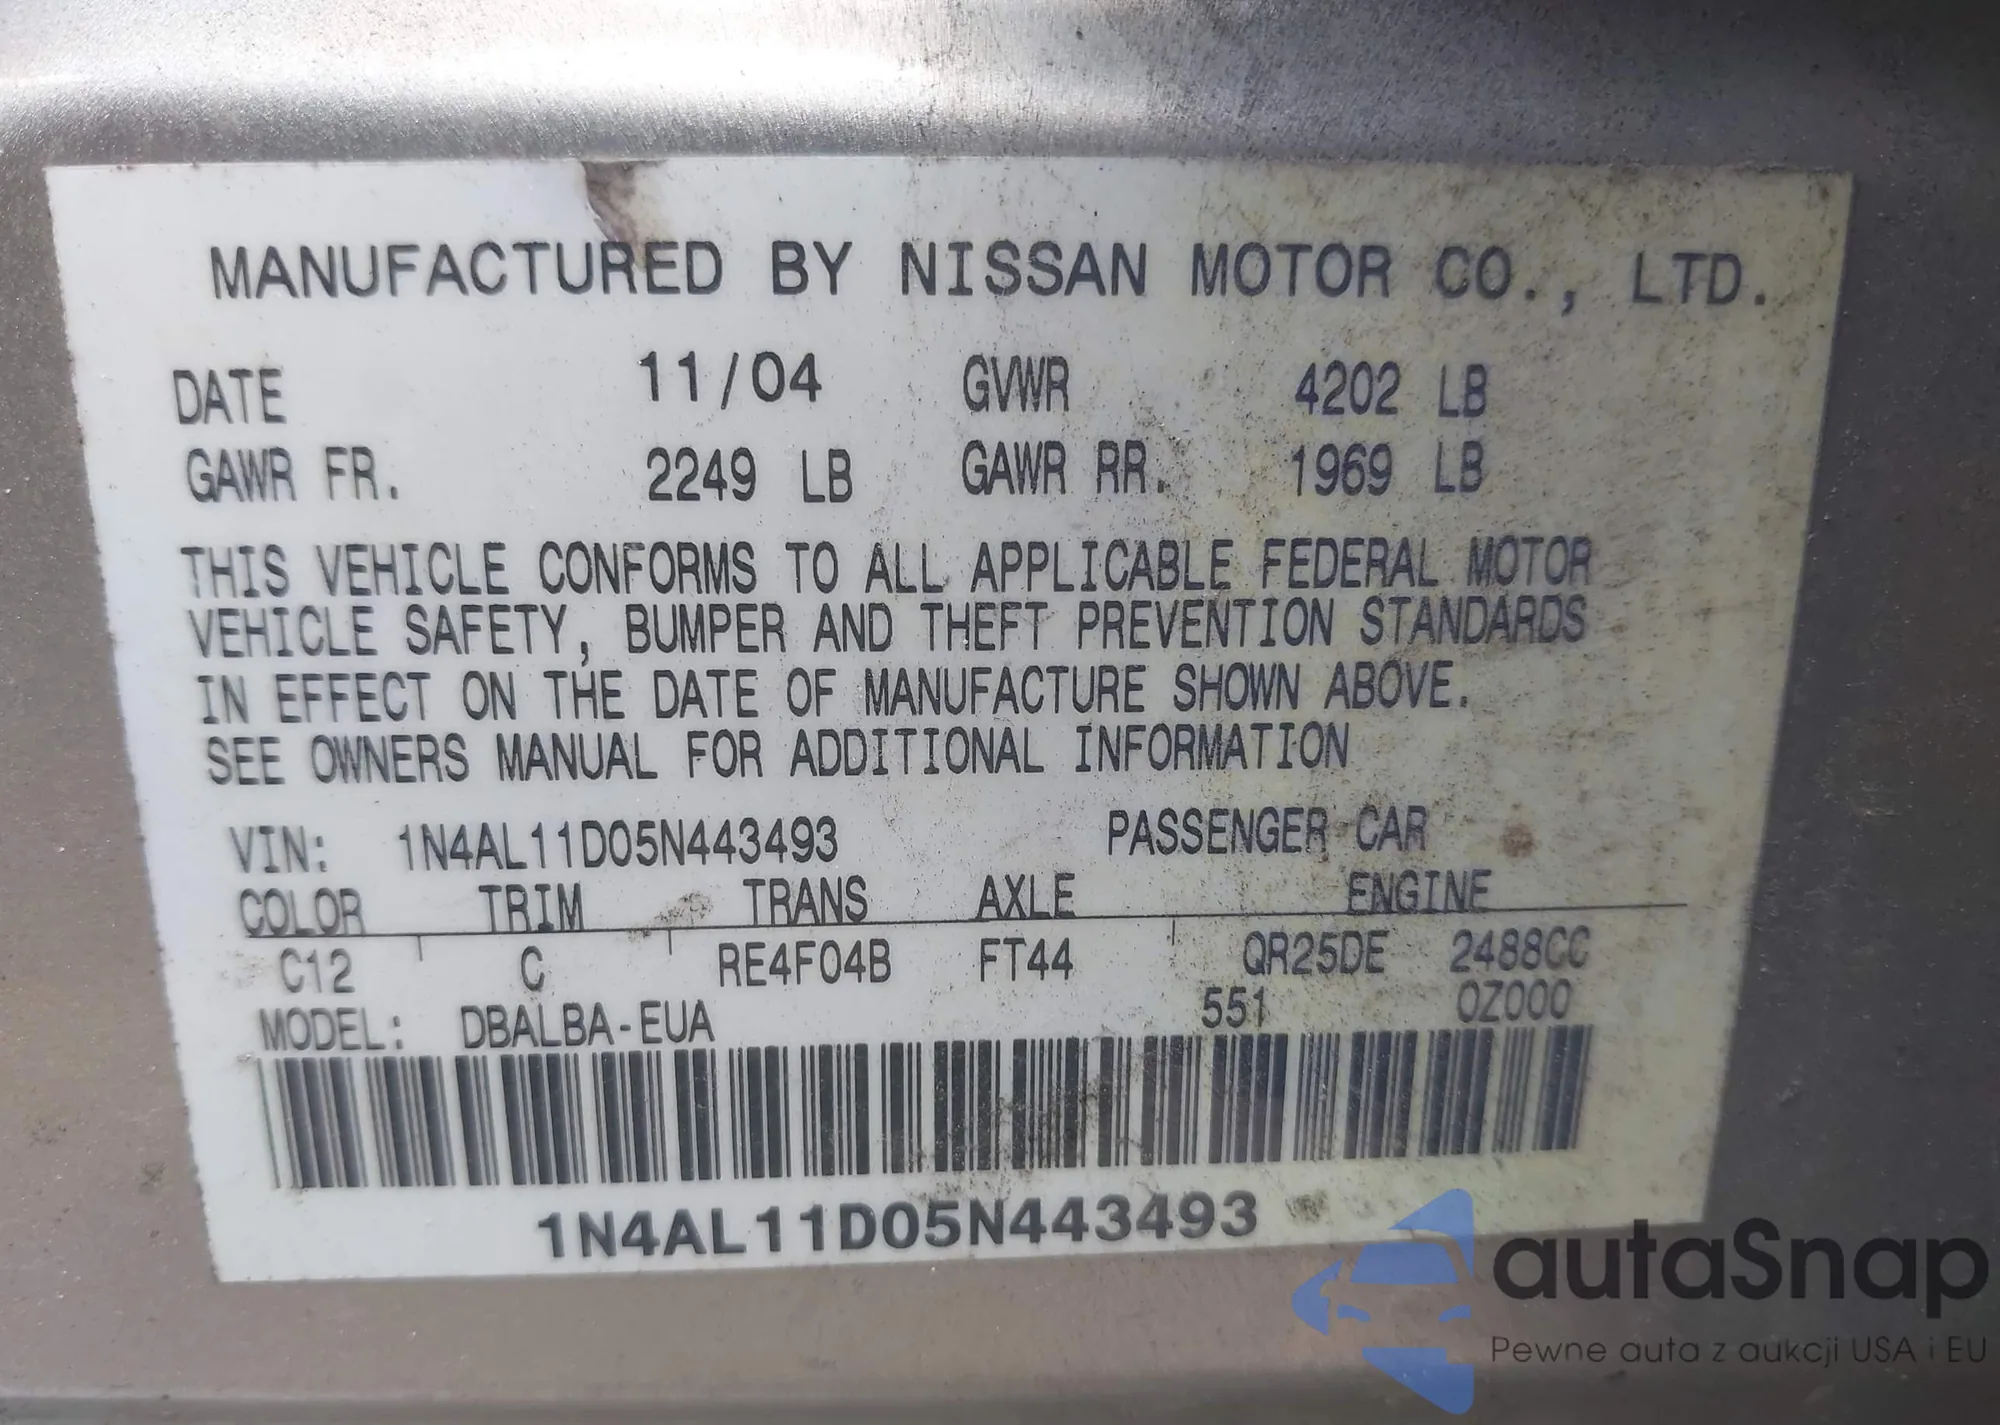 MANUFACTURED BY NISSAN MOTOR CO., LTD.
DATE 11/04 GVWR 4202 LB
GAWR FR. 2249 LB GAWR RR. 1969 LB
THIS VEHICLE CONFORMS TO ALL APPLICABLE FEDERAL MOTOR
VEHICLE SAFETY, BUMPER AND THEFT PREVENTION STANDARDS
IN EFFECT ON THE DATE OF MANUFACTURE SHOWN ABOVE.
SEE OWNERS MANUAL FOR ADDITIONAL INFORMATION
VIN: 1N4AL11D05N443493 PASSENGER CAR
COLOR TRIM TRANS AXLE ENGINE
C12 C RE4F04B FT44 QR25DE 2488CC
MODEL: DBALBA-EUA 551 0Z000
1N4AL11D05N443493
autaSnap
Pewne auta z aukcji USA i EU